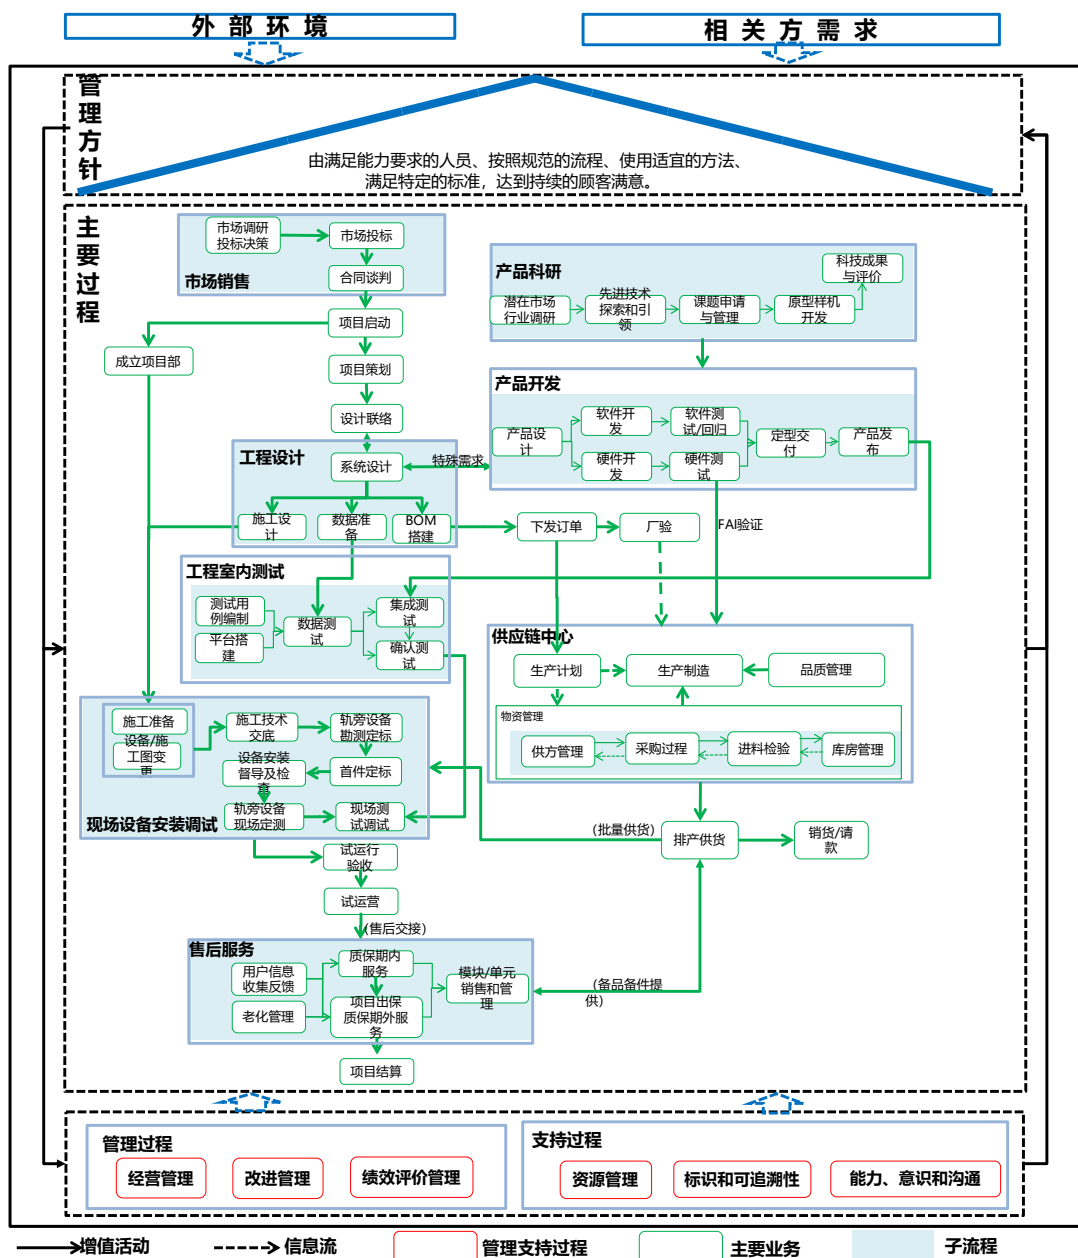 外部环境
相关方需求
管理方针
由满足能力要求的人员、按照规范的流程、使用适宜的方法、
满足特定的标准，达到持续的顾客满意。
主要过程
市场调研
投标决策
市场投标
合同谈判
市场销售
项目启动
成立项目部
项目策划
设计联络
产品科研
潜在市场
行业调研
先进技术
探索和引
领
课题申请
与管理
原型样机
开发
科技成果
与评价
产品开发
产品设
计
软件开
发
软件测
试/回归
硬件开
发
硬件测
试
定型交
付
产品发
布
工程设计
系统设计
特殊需求
施工设
计
数据准
备
BOM
搭建
下发订单
厂验
FAI验证
工程室内测试
测试用
例编制
平台搭
建
数据测
试
集成测
试
确认测
试
供应链中心
生产计划
生产制造
品质管理
物资管理
供方管理
采购过程
进料检验
库房管理
施工准备
设备/施
工图变
更
施工技术
交底
轨旁设备
勘测定标
设备安装
督导及检
查
首件定标
轨旁设备
现场定测
现场测
试调试
现场设备安装调试
(批量供货)
排产供货
销货/请
款
试运行
验收
试运营
(售后交接)
售后服务
用户信息
收集反馈
老化管理
质保期内
服务
项目出保
质保期外服
务
模块/单元
销售和管
理
(备品备件提
供)
项目结算
管理过程
经营管理
改进管理
绩效评价管理
支持过程
资源管理
标识和可追溯性
能力、意识和沟通
增值活动
信息流
管理支持过程
主要业务
子流程